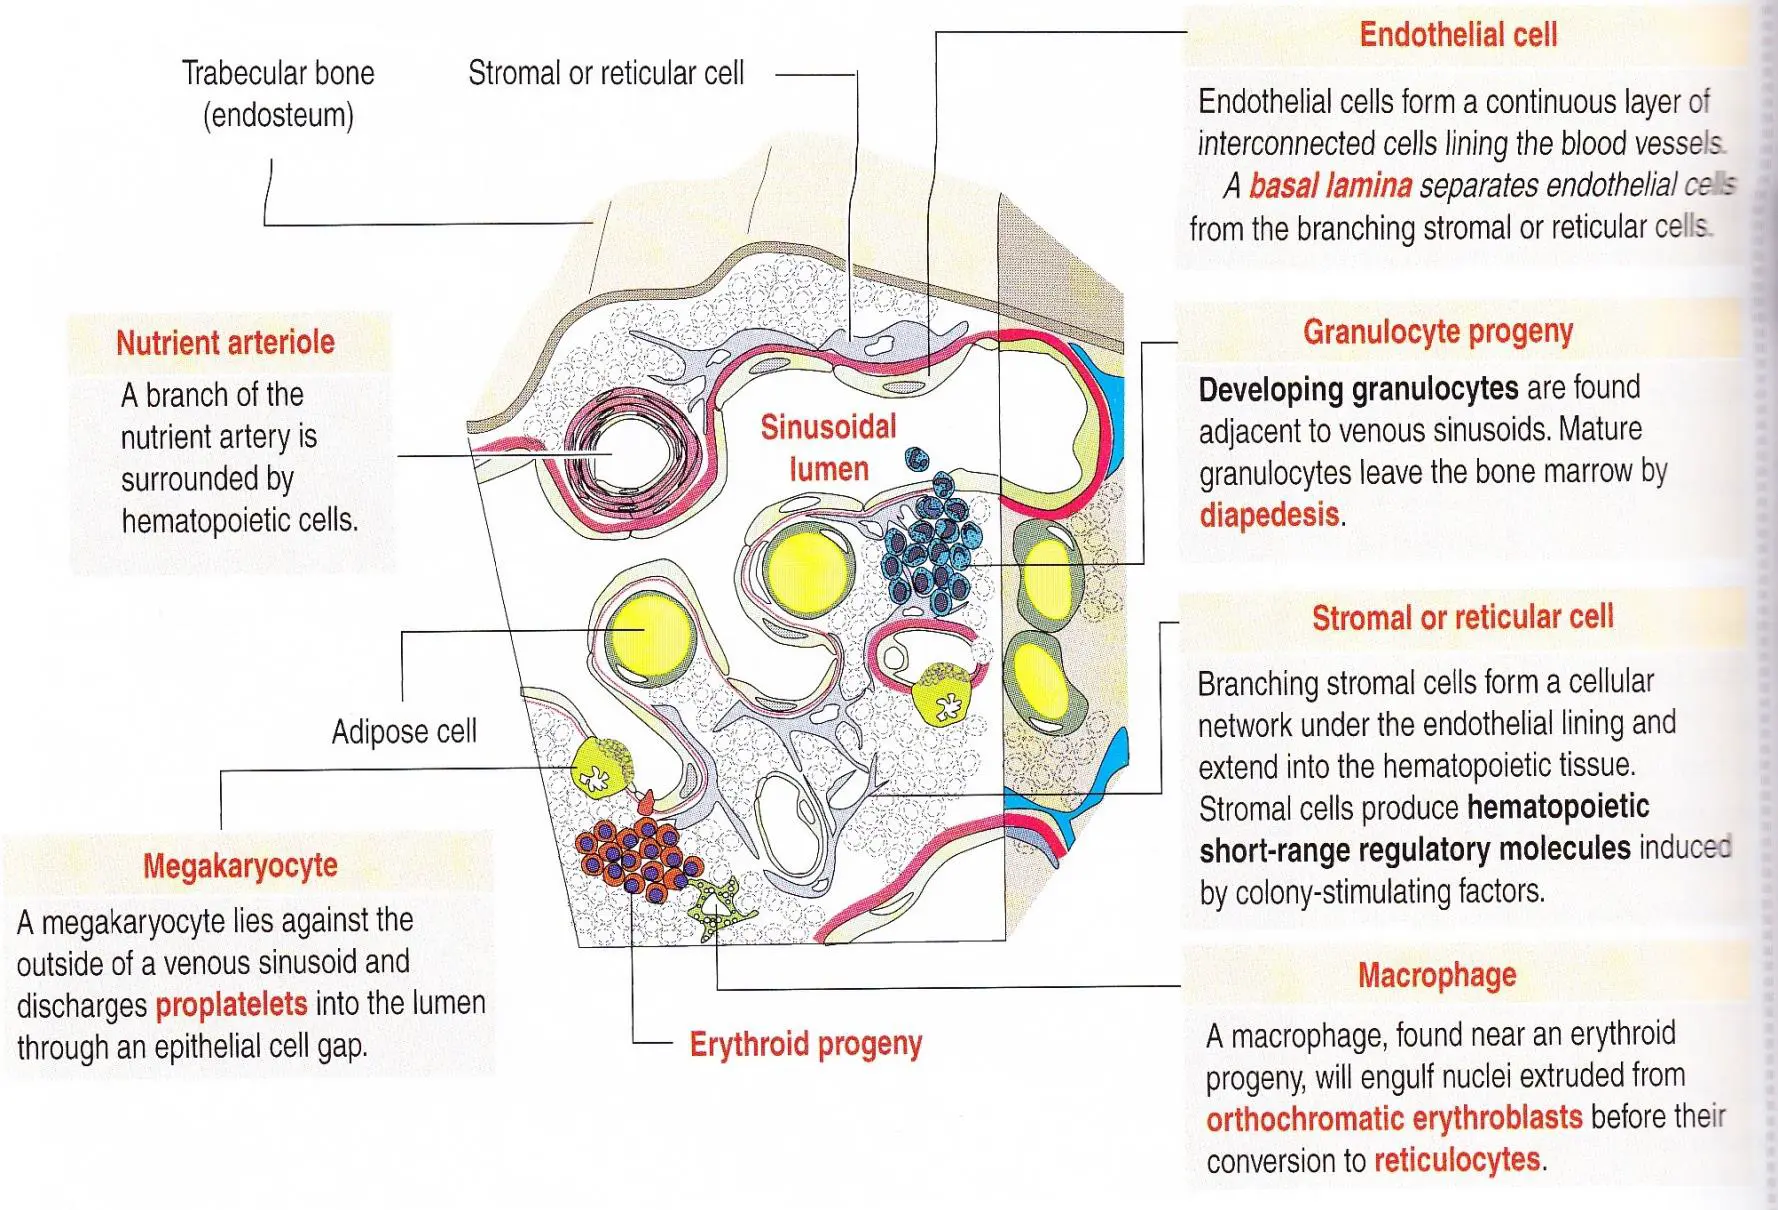 Trabecular bone
(endosteum)
Stromal or reticular cell
Endothelial cell
Endothelial cells form a continuous layer of
interconnected cells lining the blood vessels.
A basal lamina separates endothelial cells
from the branching stromal or reticular cells.
Nutrient arteriole
A branch of the
nutrient artery is
surrounded by
hematopoietic cells.
Sinusoidal
lumen
Granulocyte progeny
Developing granulocytes are found
adjacent to venous sinusoids. Mature
granulocytes leave the bone marrow by
diapedesis.
Stromal or reticular cell
Branching stromal cells form a cellular
network under the endothelial lining and
extend into the hematopoietic tissue.
Stromal cells produce hematopoietic
short-range regulatory molecules induced
by colony-stimulating factors.
Adipose cell
Megakaryocyte
A megakaryocyte lies against the
outside of a venous sinusoid and
discharges proplatelets into the lumen
through an epithelial cell gap.
Erythroid progeny
Macrophage
A macrophage, found near an erythroid
progeny, will engulf nuclei extruded from
orthochromatic erythroblasts before their
conversion to reticulocytes.